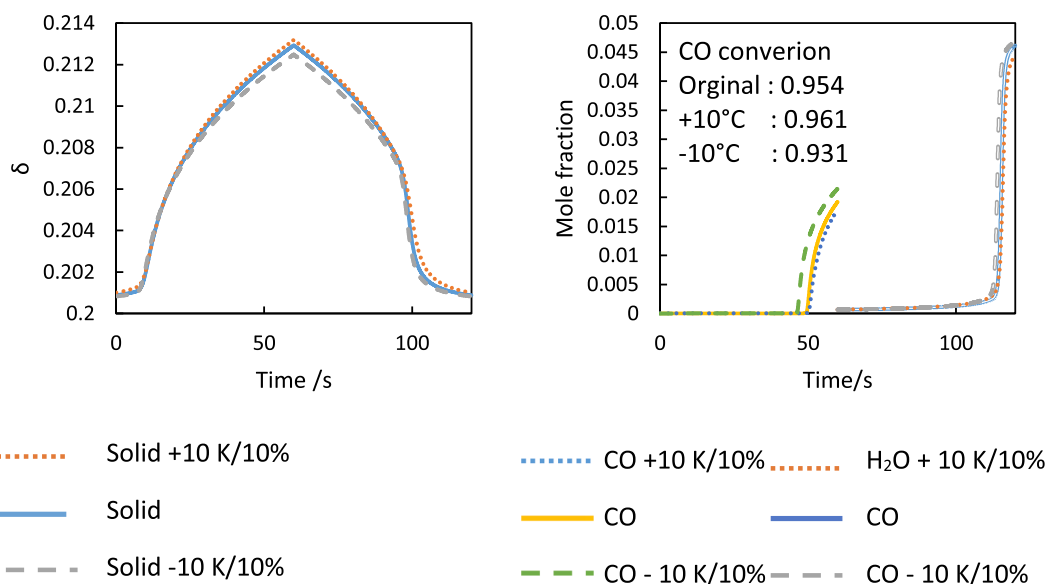 0.214
0.212
0.21
0.208
0.206
0.204
0.202
0.2
δ
0
50
100
Time /s
0.05
0.045
0.04
0.035
0.03
0.025
0.02
0.015
0.01
0.005
0
Mole fraction
CO converion
Orginal : 0.954
+10°C : 0.961
-10°C : 0.931
0
50
100
Time/s
Solid +10 K/10%
Solid
Solid -10 K/10%
CO +10 K/10%
H₂O + 10 K/10%
CO
CO
CO - 10 K/10%
CO - 10 K/10%